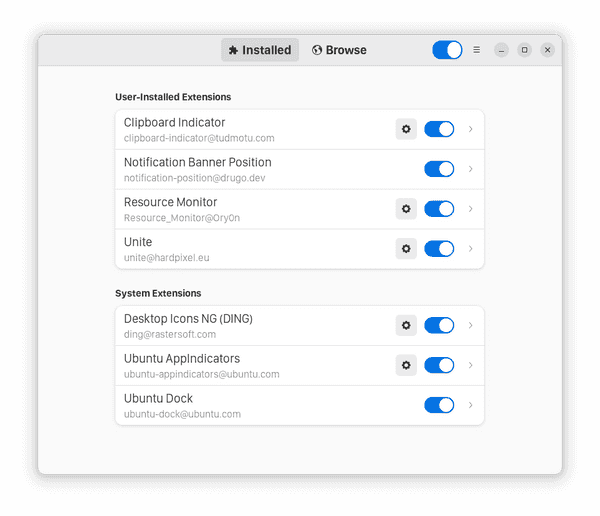 Installed
Browse
User-Installed Extensions
Clipboard Indicator
clipboard-indicator@tudmotu.com
Notification Banner Position
notification-position@drugo.dev
Resource Monitor
Resource_Monitor@Ory0n
Unite
unite@hardpixel.eu
System Extensions
Desktop Icons NG (DING)
ding@rastersoft.com
Ubuntu AppIndicators
ubuntu-appindicators@ubuntu.com
Ubuntu Dock
ubuntu-dock@ubuntu.com